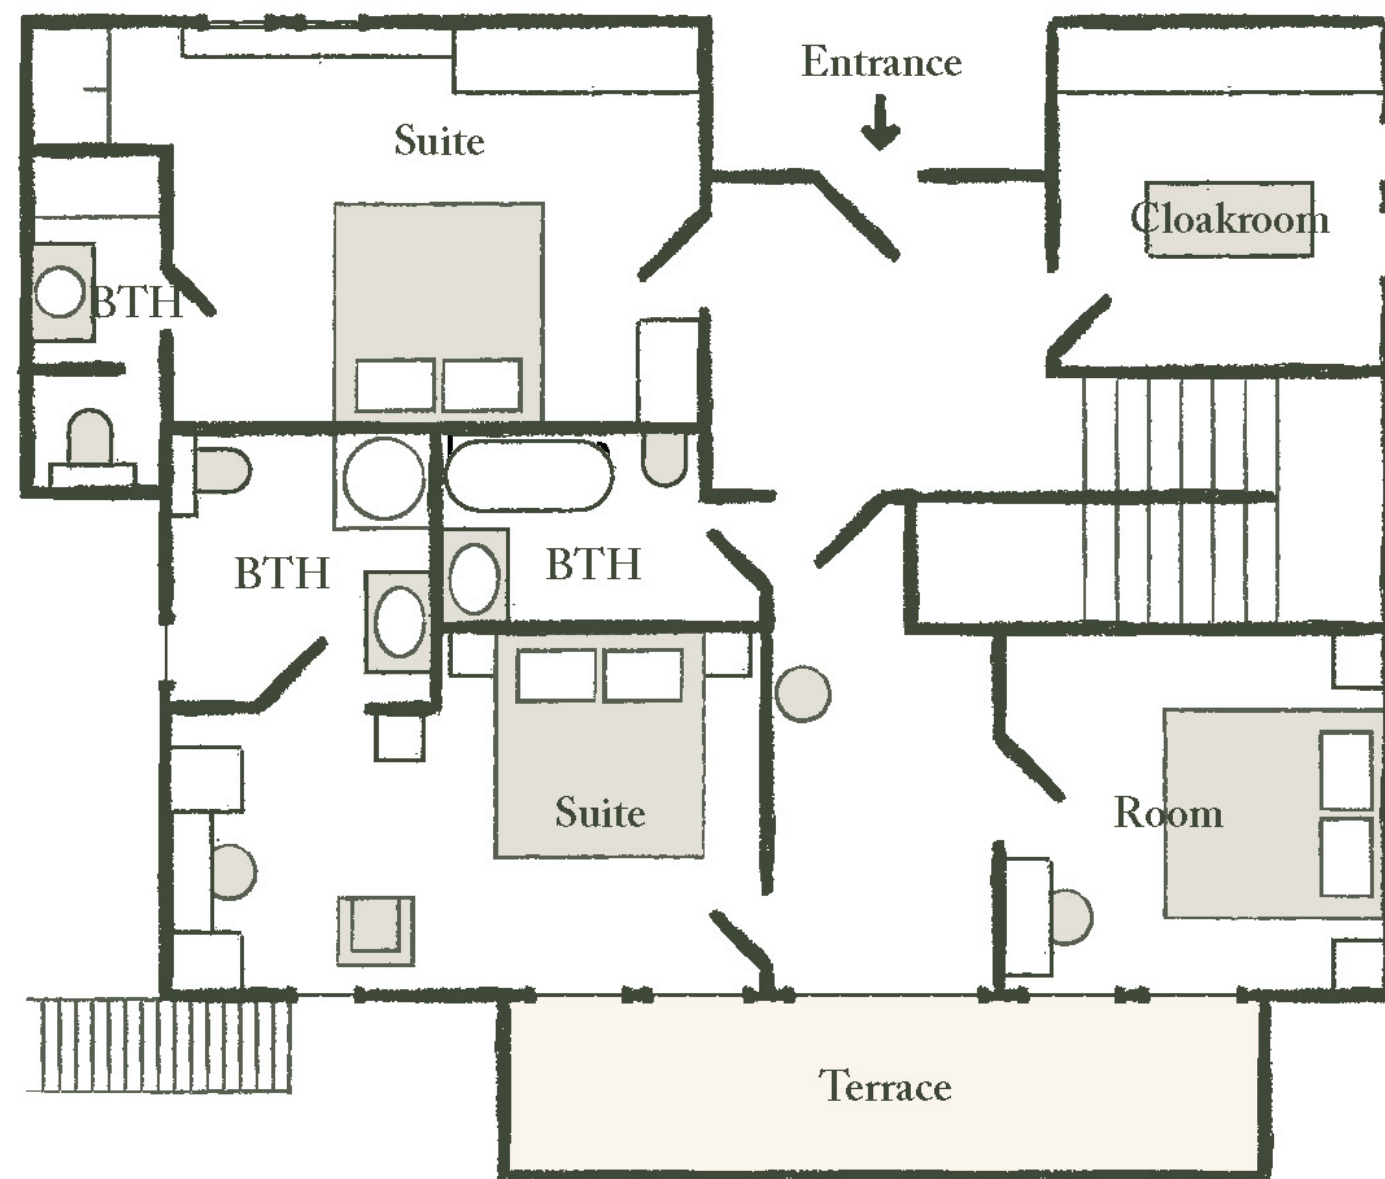 Entrance
Suite
Cloakroom
BTH
BTH
BTH
Suite
Room
Terrace